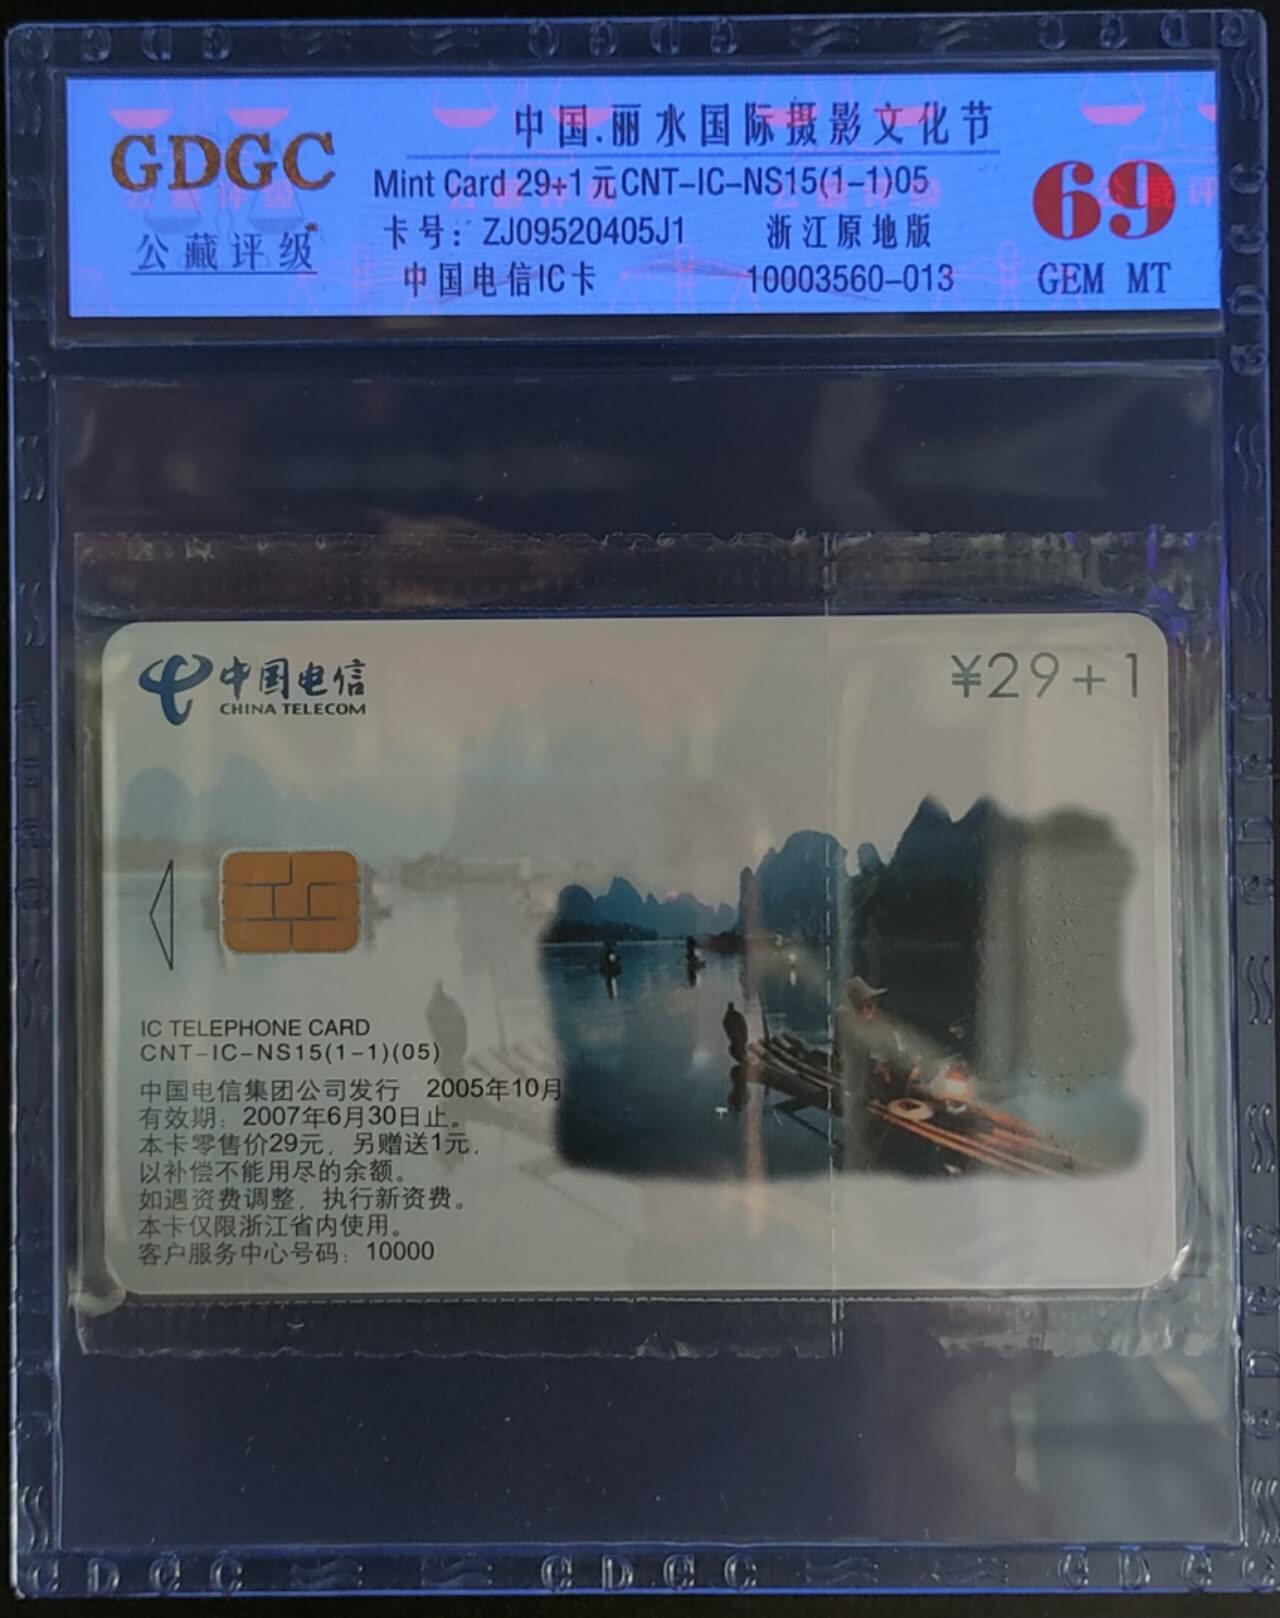 GDGC
公藏评级
中国.丽水国际摄影文化节
Mint Card 29+1元CNT-IC-NS15(1-1)05
卡号：ZJ09520405J1 浙江原地版
中国电信IC卡 10003560-013
69
GEM MT
中国电信
CHINA TELECOM
¥29+1
IC TELEPHONE CARD
CNT-IC-NS15(1-1)(05)
中国电信集团公司发行 2005年10月
有效期：2007年6月30日止。
本卡零售价29元，另赠送1元，
以补偿不能用尽的余额。
如遇资费调整，执行新资费。
本卡仅限浙江省内使用。
客户服务中心号码：10000
GDGC